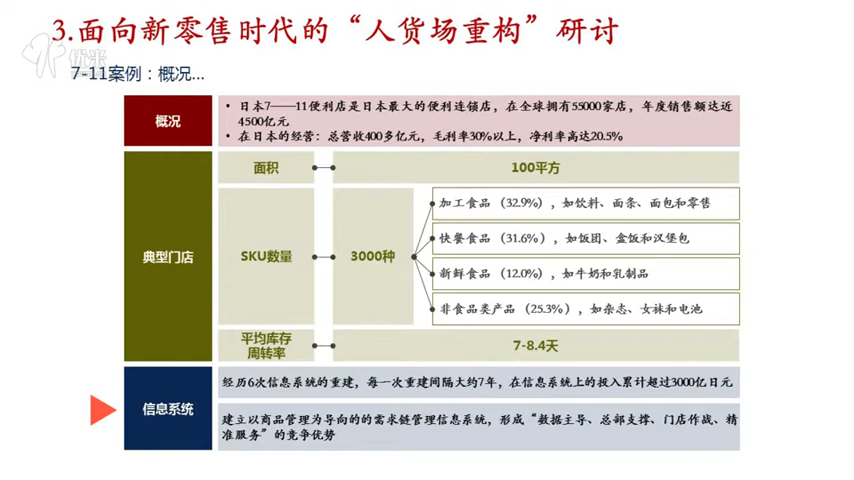 3.面向新零售时代的“人货场重构”研讨
优米
7-11案例：概况...
概况
• 日本7——11便利店是日本最大的便利连锁店，在全球拥有55000家店，年度销售额达近
4500亿元
• 在日本的经营：总营收400多亿元，毛利率30%以上，净利率高达20.5%
典型门店
面积
100平方
SKU数量
3000种
加工食品 （32.9%），如饮料、面条、面包和零售
快餐食品 （31.6%），如饭团、盒饭和汉堡包
新鲜食品 （12.0%），如牛奶和乳制品
非食品类产品 （25.3%），如杂志、女袜和电池
平均库存
周转率
7-8.4天
信息系统
经历6次信息系统的重建，每一次重建间隔大约7年，在信息系统上的投入累计超过3000亿日元
建立以商品管理为导向的的需求链管理信息系统，形成“数据主导、总部支撑、门店作战、精
准服务”的竞争优势